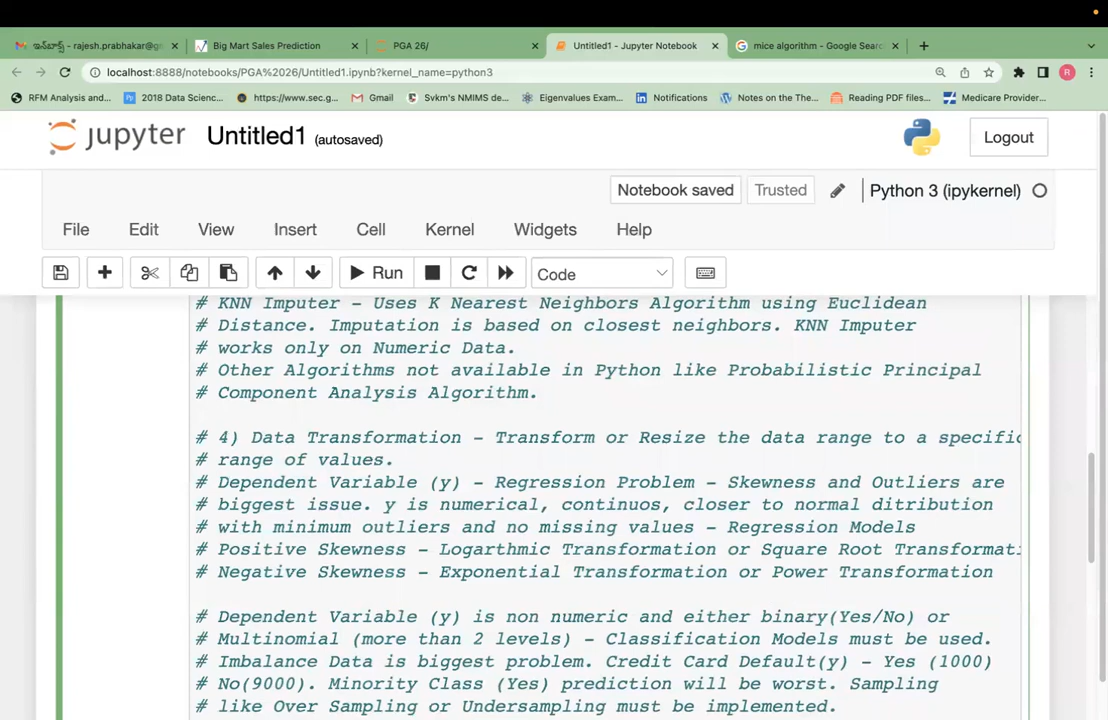 ఇన్‌బాక్స్ - rajesh.prabhakar@g
Big Mart Sales Prediction
PGA 26/
Untitled1 - Jupyter Notebook
mice algorithm - Google Searc
localhost:8888/notebooks/PGA%2026/Untitled1.ipynb?kernel_name=python3
R
RFM Analysis and...
2018 Data Scienc...
https://www.sec.g...
Gmail
Svkm's NMIMS de...
Eigenvalues Exam...
Notifications
Notes on the The...
Reading PDF files...
Medicare Provider...
jupyter Untitled1 (autosaved)
Logout
Notebook saved
Trusted
Python 3 (ipykernel)
File Edit View Insert Cell Kernel Widgets Help
Run
Code
# KNN Imputer - Uses K Nearest Neighbors Algorithm using Euclidean
# Distance. Imputation is based on closest neighbors. KNN Imputer
# works only on Numeric Data.
# Other Algorithms not available in Python like Probabilistic Principal
# Component Analysis Algorithm.
# 4) Data Transformation - Transform or Resize the data range to a specific
# range of values.
# Dependent Variable (y) - Regression Problem - Skewness and Outliers are
# biggest issue. y is numerical, continuos, closer to normal ditribution
# with minimum outliers and no missing values - Regression Models
# Positive Skewness - Logarthmic Transformation or Square Root Transformati
# Negative Skewness - Exponential Transformation or Power Transformation
# Dependent Variable (y) is non numeric and either binary(Yes/No) or
# Multinomial (more than 2 levels) - Classification Models must be used.
# Imbalance Data is biggest problem. Credit Card Default(y) - Yes (1000)
# No(9000). Minority Class (Yes) prediction will be worst. Sampling
# like Over Sampling or Undersampling must be implemented.